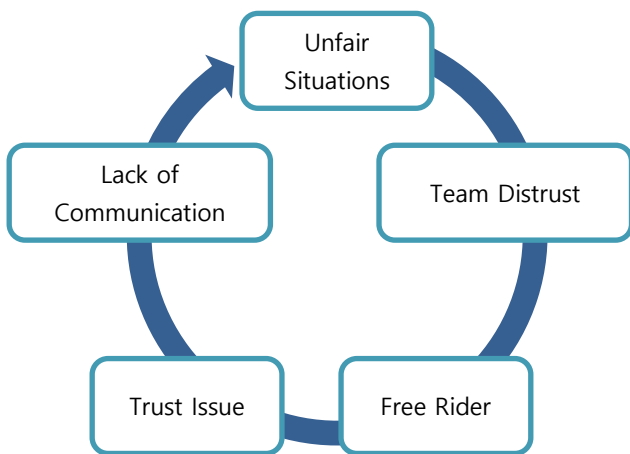 Unfair
Situations
Team Distrust
Free Rider
Trust Issue
Lack of
Communication